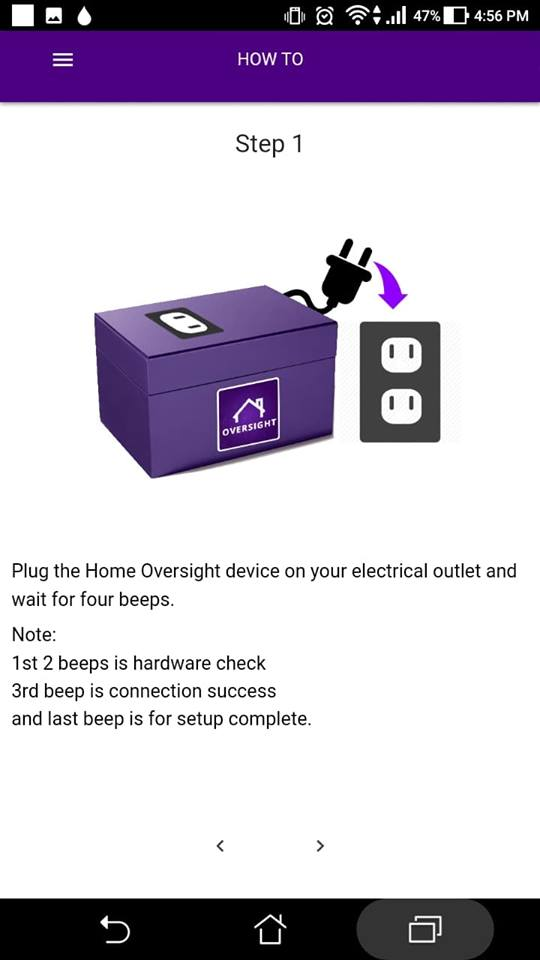 47% 4:56 PM
HOW TO
Step 1
OVERSIGHT
Plug the Home Oversight device on your electrical outlet and
wait for four beeps.
Note:
1st 2 beeps is hardware check
3rd beep is connection success
and last beep is for setup complete.